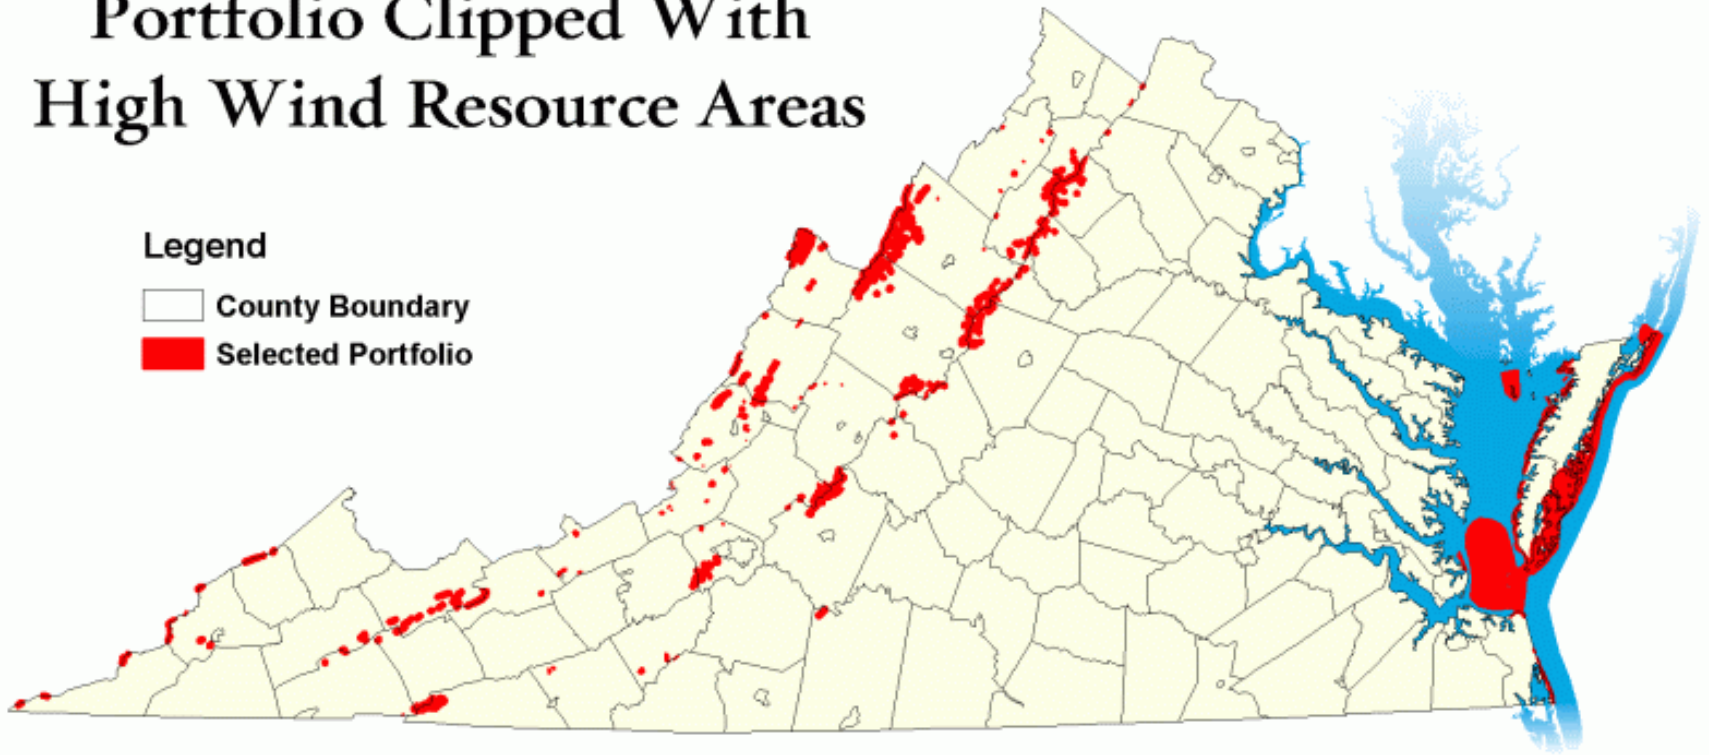 Portfolio Clipped With
High Wind Resource Areas
Legend
County Boundary
Selected Portfolio